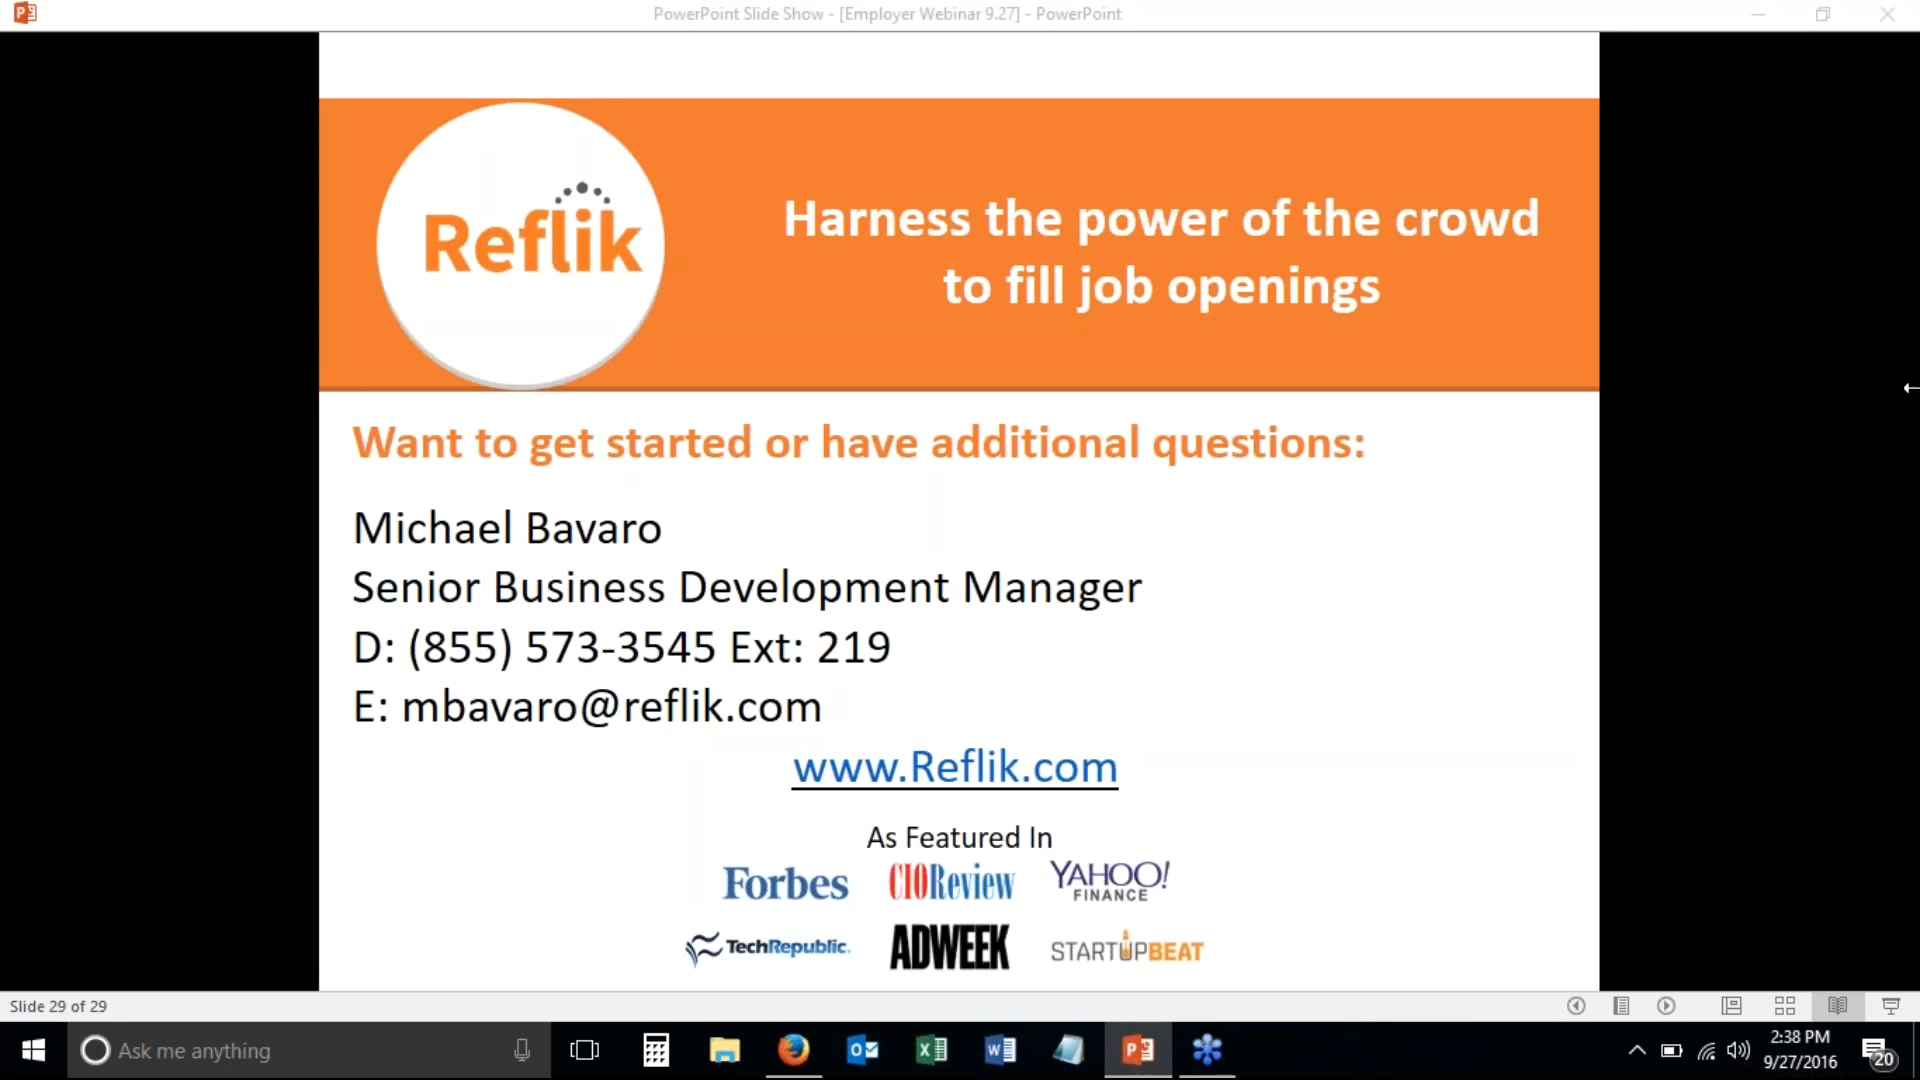 PowerPoint Slide Show - [Employer Webinar 9.27] - PowerPoint
Reflik
Harness the power of the crowd
to fill job openings
Want to get started or have additional questions:
Michael Bavaro
Senior Business Development Manager
D: (855) 573-3545 Ext: 219
E: mbavaro@reflik.com
www.Reflik.com
As Featured In
Forbes CIOReview YAHOO! FINANCE
TechRepublic. ADWEEK STARTUPBEAT
Slide 29 of 29
Ask me anything
2:38 PM
9/27/2016
20